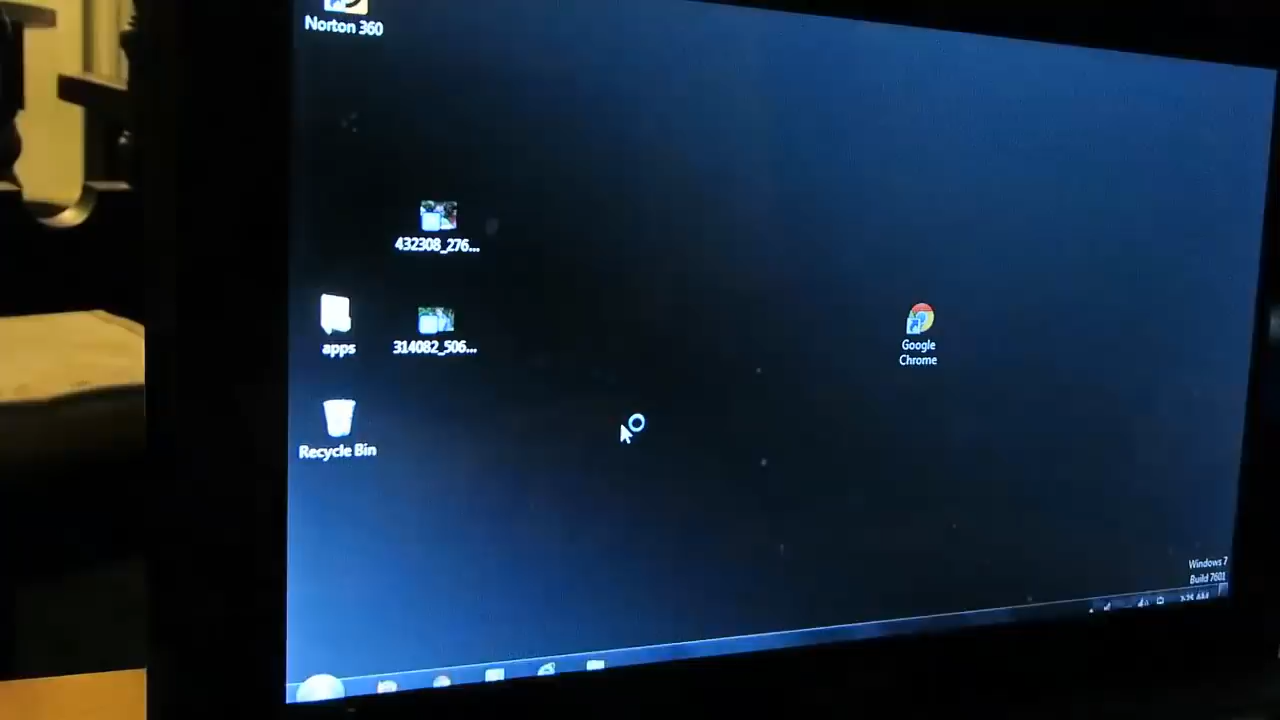 Norton 360
432308_276...
apps
314082_506...
Google
Chrome
Recycle Bin
Windows 7
Build 7601